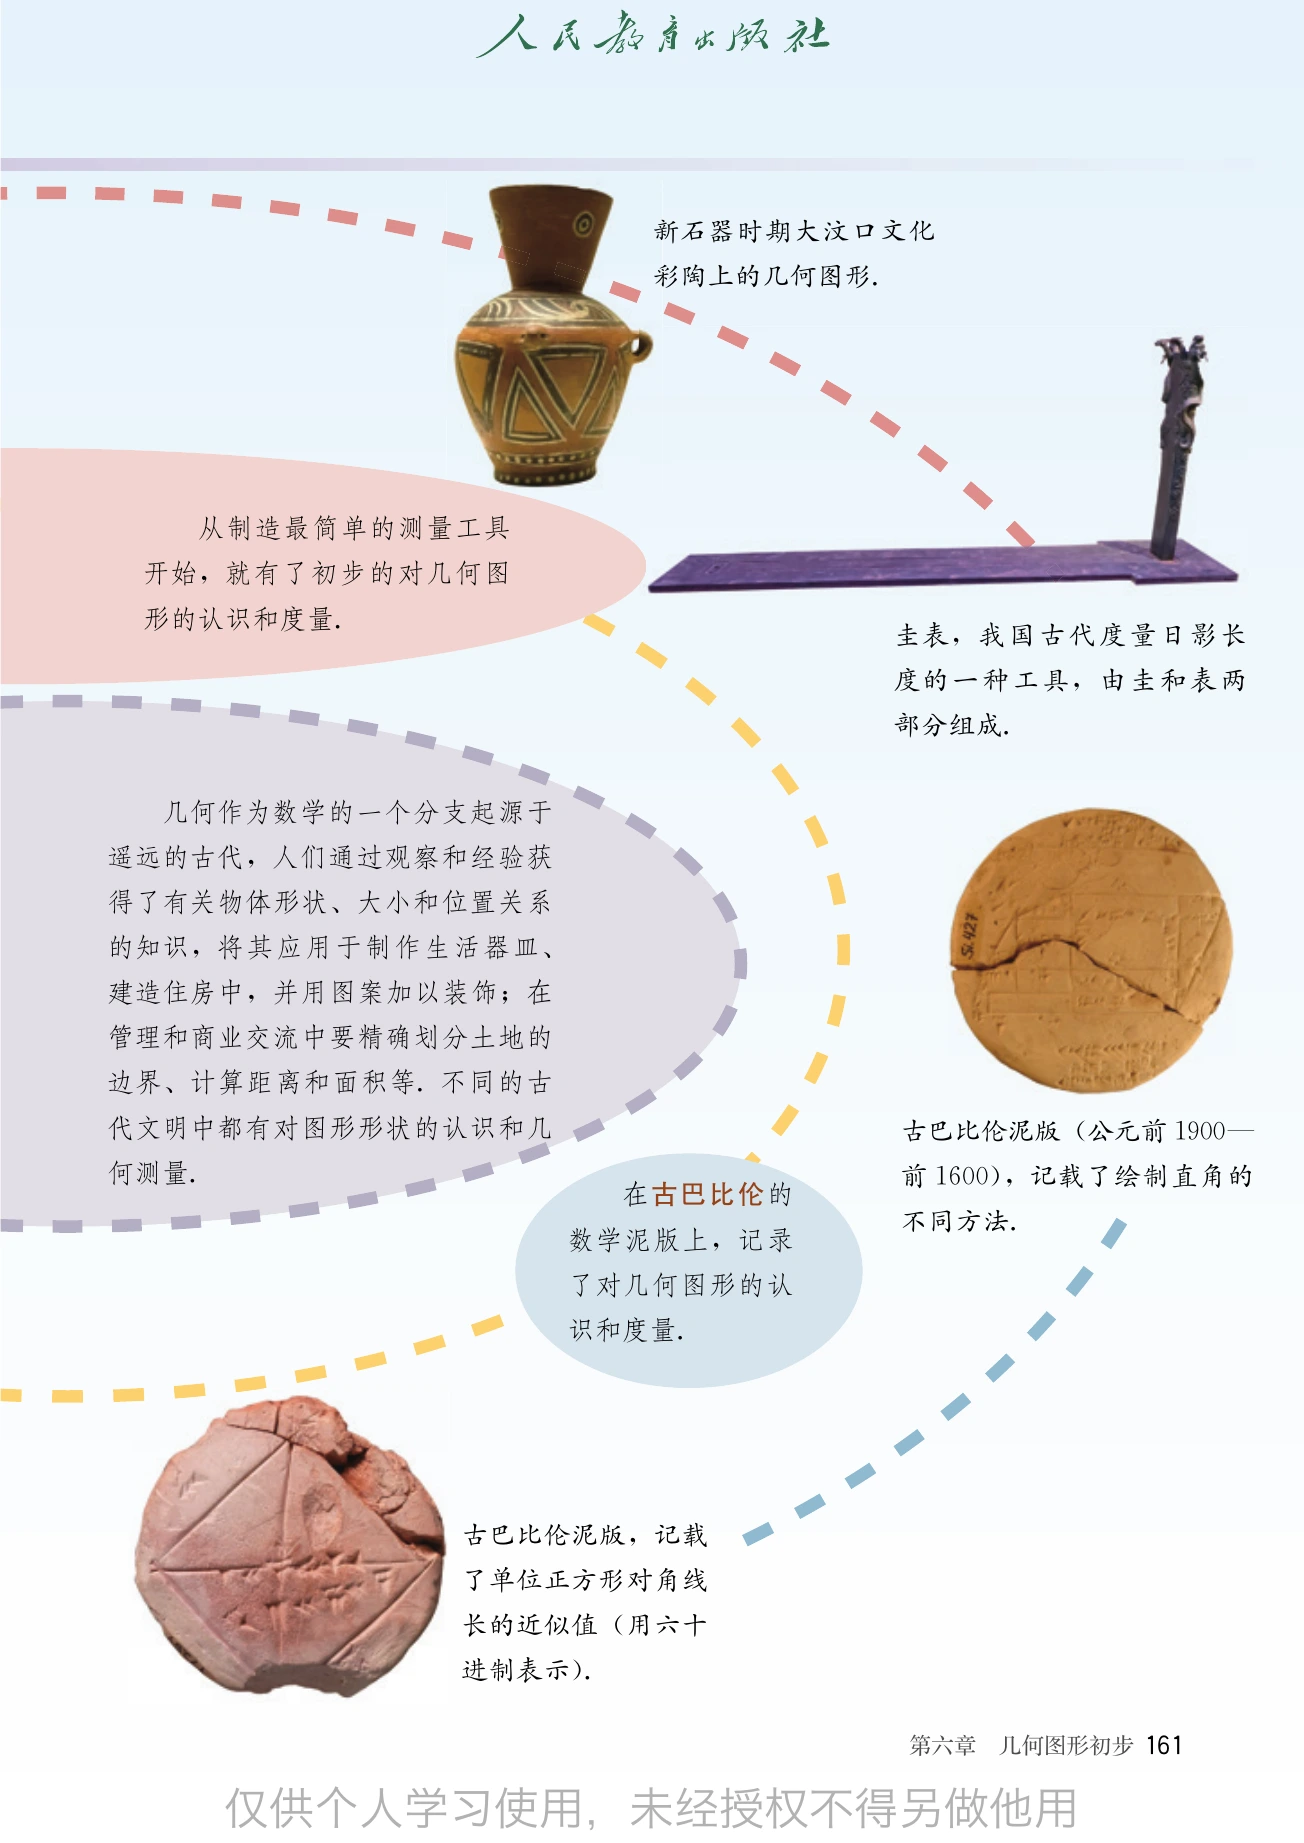 人民教育出版社
新石器时期大汶口文化
彩陶上的几何图形.
从制造最简单的测量工具
开始，就有了初步的对几何图
形的认识和度量.
圭表，我国古代度量日影长
度的一种工具，由圭和表两
部分组成.
几何作为数学的一个分支起源于
遥远的古代，人们通过观察和经验获
得了有关物体形状、大小和位置关系
的知识，将其应用于制作生活器皿、
建造住房中，并用图案加以装饰；在
管理和商业交流中要精确划分土地的
边界、计算距离和面积等. 不同的古
代文明中都有对图形形状的认识和几
何测量.
Si.427
古巴比伦泥版（公元前 1900—
前 1600），记载了绘制直角的
不同方法.
在古巴比伦的
数学泥版上，记录
了对几何图形的认
识和度量.
古巴比伦泥版，记载
了单位正方形对角线
长的近似值（用六十
进制表示）.
第六章 几何图形初步 161
仅供个人学习使用，未经授权不得另做他用